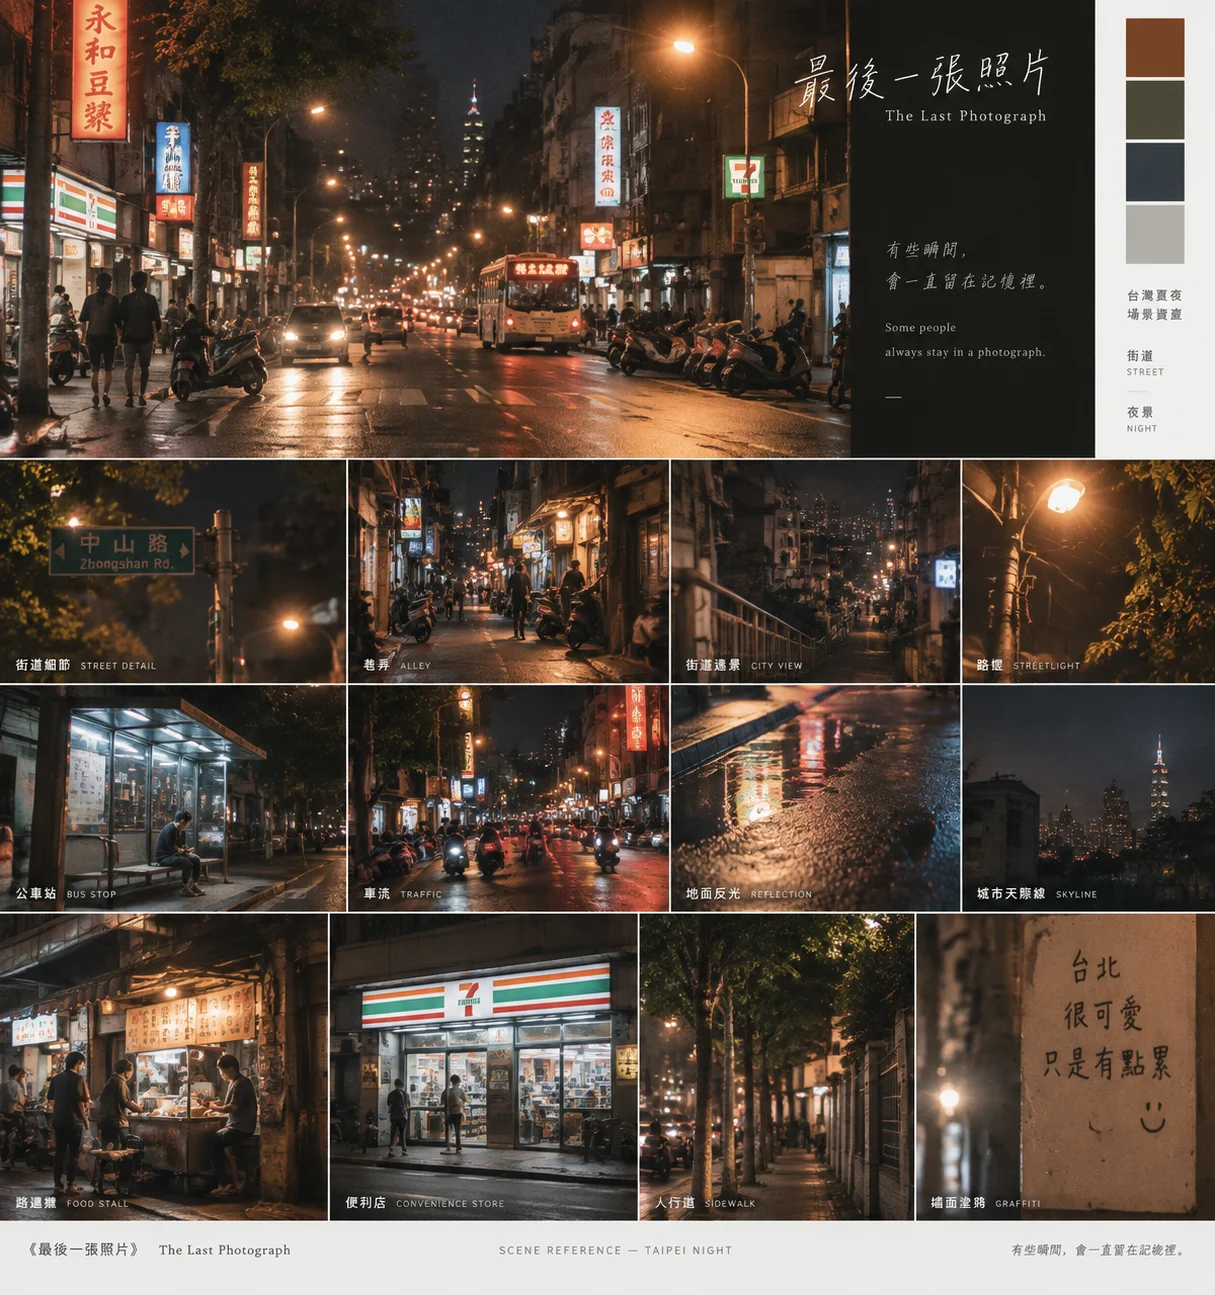 永和豆漿
最後一張照片
The Last Photograph
有些瞬間，
會一直留在記憶裡。
Some people
always stay in a photograph.
台灣夏夜
場景資產
街道
STREET
夜景
NIGHT
中山路
Zhongshan Rd.
街道細節 STREET DETAIL
巷弄 ALLEY
街道遠景 CITY VIEW
路燈 STREETLIGHT
公車站 BUS STOP
車流 TRAFFIC
地面反光 REFLECTION
城市天際線 SKYLINE
7
台北
很可愛
只是有點累
路邊攤 FOOD STALL
便利店 CONVENIENCE STORE
人行道 SIDEWALK
牆面塗鴉 GRAFFITI
《最後一張照片》 The Last Photograph
SCENE REFERENCE — TAIPEI NIGHT
有些瞬間，會一直留在記憶裡。